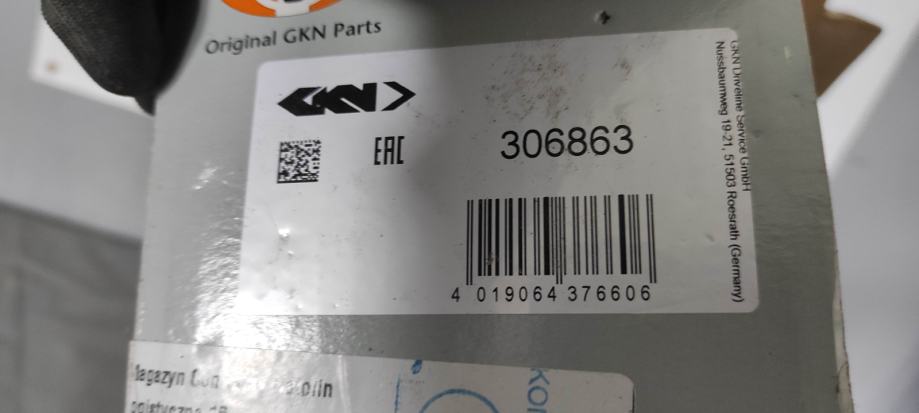 Original GKN Parts
GKN
EAC
306863
4 019064 376606
GKN Driveline Service GmbH
Nussbaumweg 19-21, 51503 Roesrath (Germany)